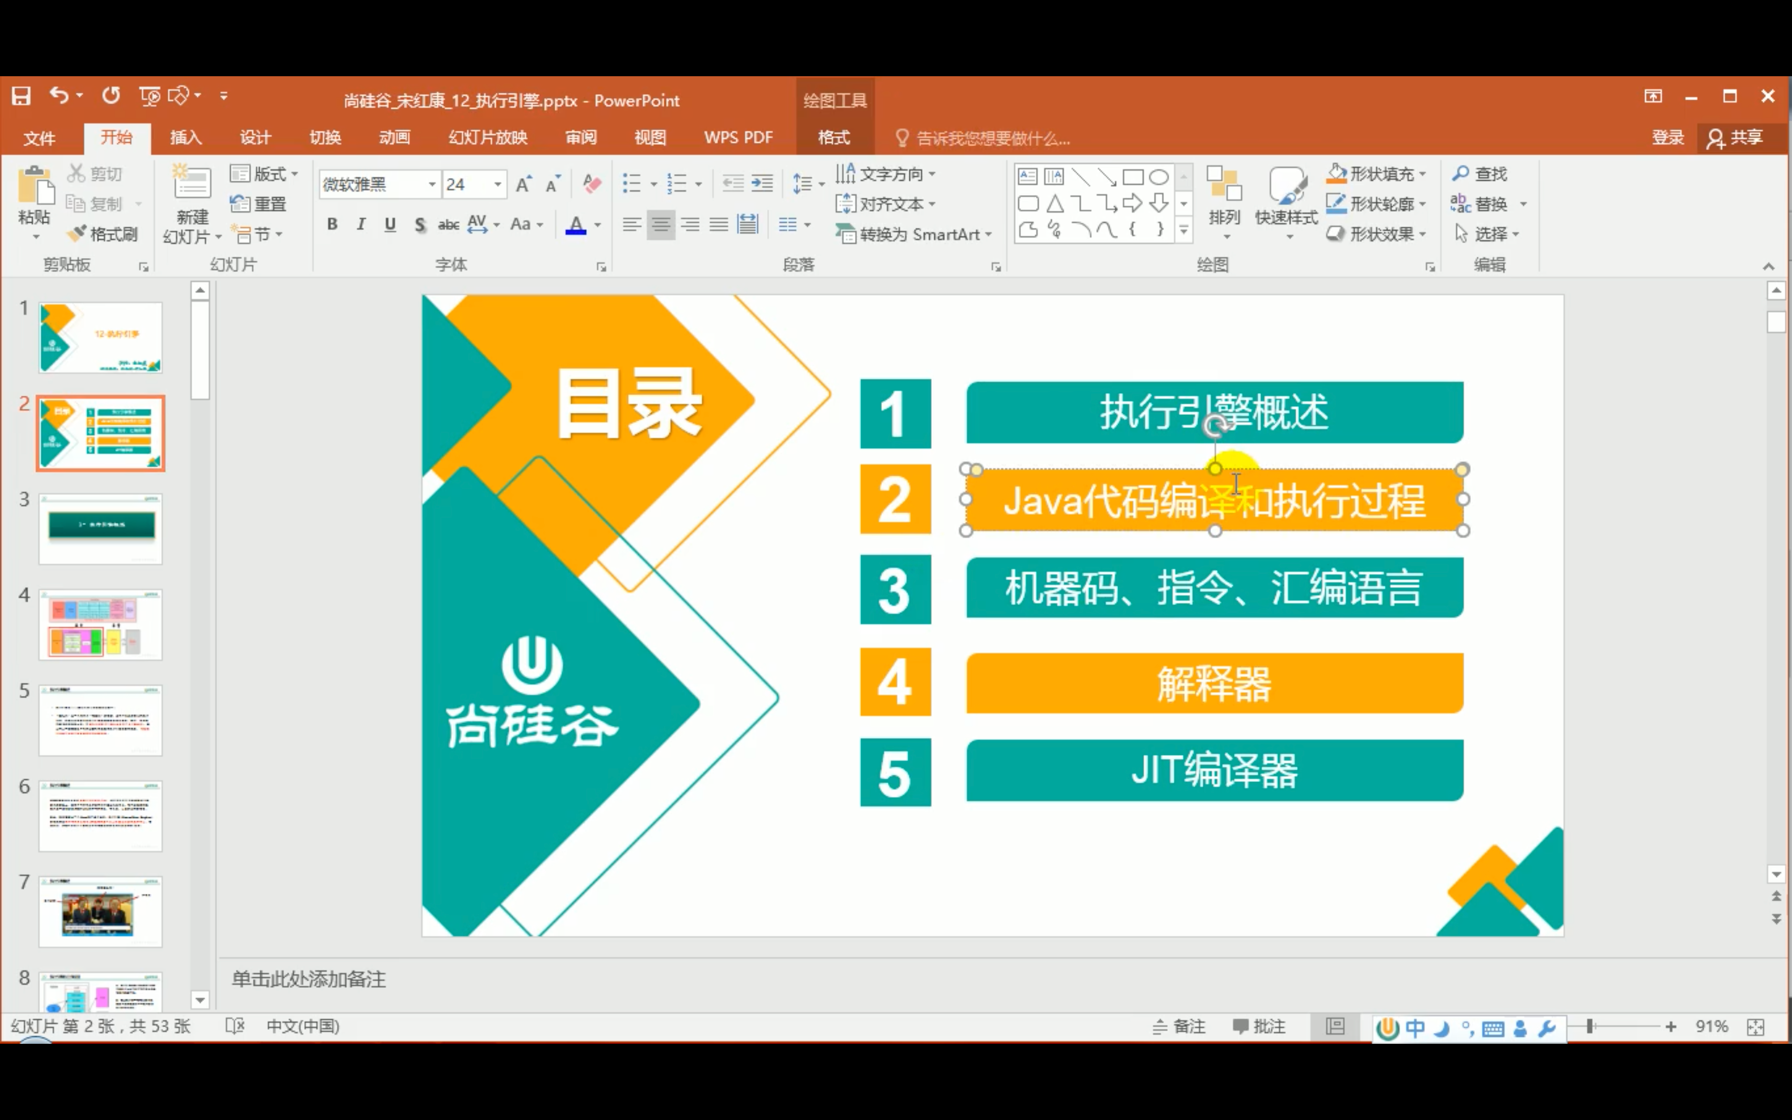 尚硅谷_宋红康_12_执行引擎.pptx - PowerPoint
绘图工具
文件 开始 插入 设计 切换 动画 幻灯片放映 审阅 视图 WPS PDF 格式 告诉我您想要做什么... 登录 共享
粘贴 剪切 复制 格式刷
新建幻灯片 版式 重置 节
微软雅黑 24
B I U S abc AV Aa A
文字方向 对齐文本 转换为 SmartArt
排列 快速样式 形状填充 形状轮廓 形状效果
查找 替换 选择
剪贴板 幻灯片 字体 段落 绘图 编辑
1
12-执行引擎
2
3
4
5
6
7
8
目录
尚硅谷
1 执行引擎概述
2 Java代码编译和执行过程
3 机器码、指令、汇编语言
4 解释器
5 JIT编译器
单击此处添加备注
幻灯片 第 2 张，共 53 张 中文(中国) 备注 批注 中 91%